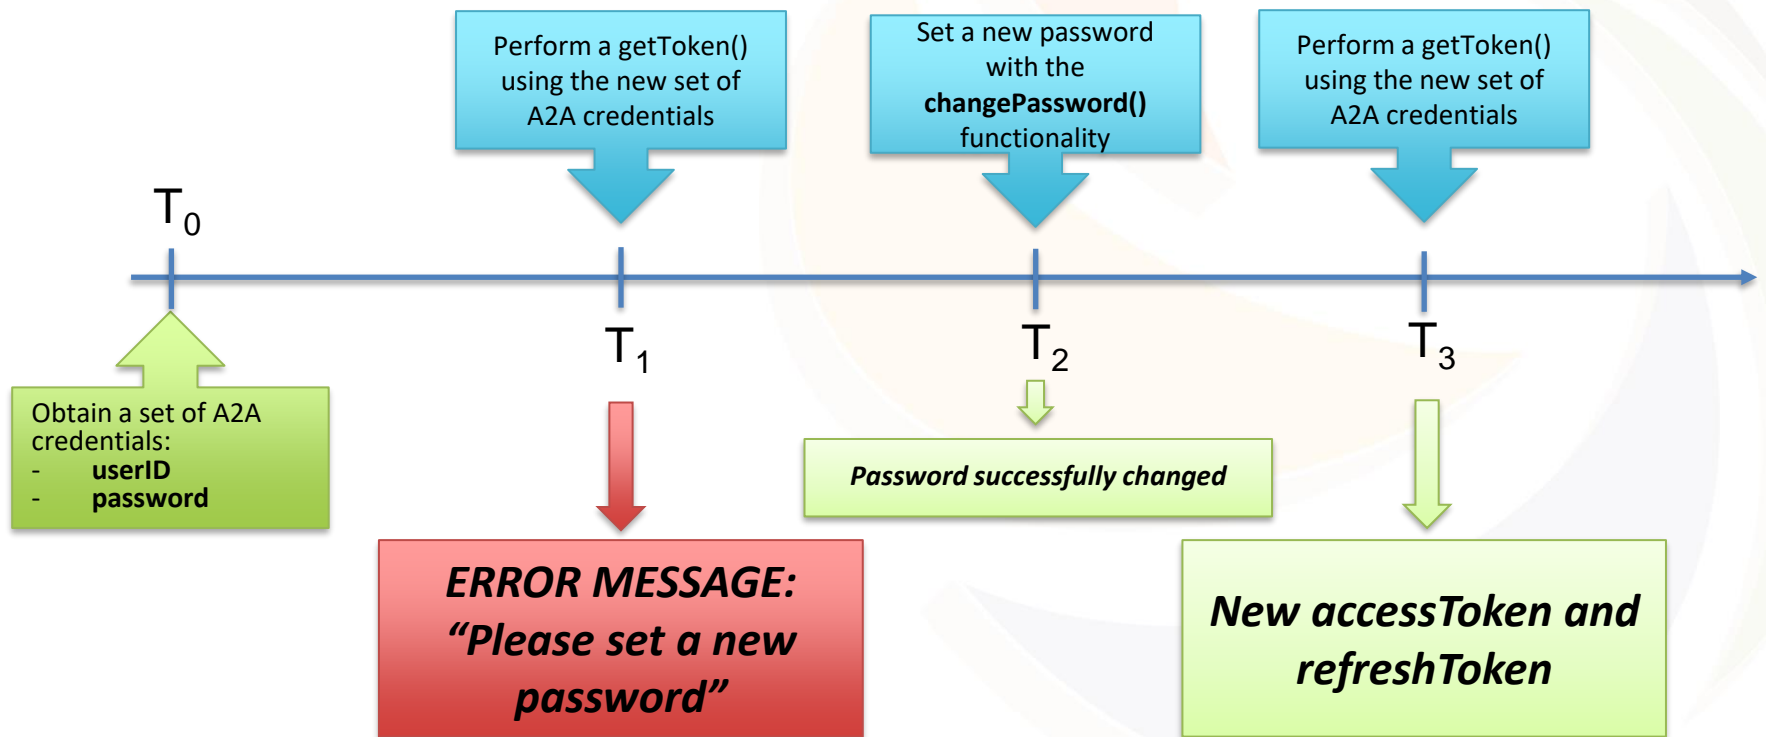 Perform a getToken()
using the new set of
A2A credentials
Set a new password
with the
changePassword()
functionality
Perform a getToken()
using the new set of
A2A credentials
T0
T1
T2
T3
Obtain a set of A2A
credentials:
- userID
- password
Password successfully changed
ERROR MESSAGE:
“Please set a new
password”
New accessToken and
refreshToken